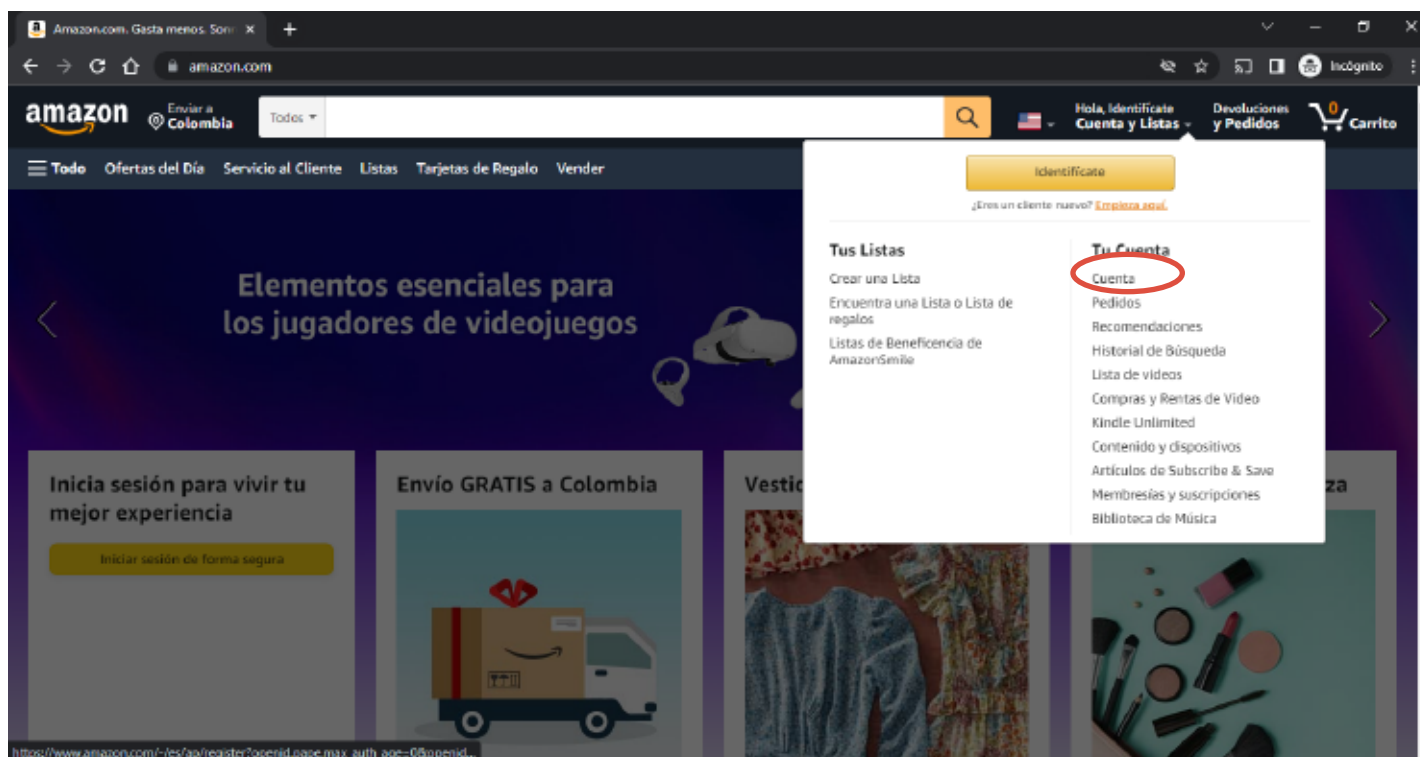 Amazon.com. Gasta menos. Sonr
amazon.com
Incógnito
amazon
Enviar a
Colombia
Todos
Hola, Identifícate
Cuenta y Listas
Devoluciones
y Pedidos
0
Carrito
Todo
Ofertas del Día
Servicio al Cliente
Listas
Tarjetas de Regalo
Vender
Identifícate
¿Eres un cliente nuevo? Empieza aquí.
Tus Listas
Crear una Lista
Encuentra una Lista o Lista de
regalos
Listas de Beneficencia de
AmazonSmile
Tu Cuenta
Cuenta
Pedidos
Recomendaciones
Historial de Búsqueda
Lista de videos
Compras y Rentas de Video
Kindle Unlimited
Contenido y dispositivos
Artículos de Subscribe & Save
Membresías y suscripciones
Biblioteca de Música
Elementos esenciales para
los jugadores de videojuegos
Inicia sesión para vivir tu
mejor experiencia
Iniciar sesión de forma segura
Envío GRATIS a Colombia
Vestic
za
https://www.amazon.com/-/es/ap/register?openid.pape.max_auth_age=0&openid...